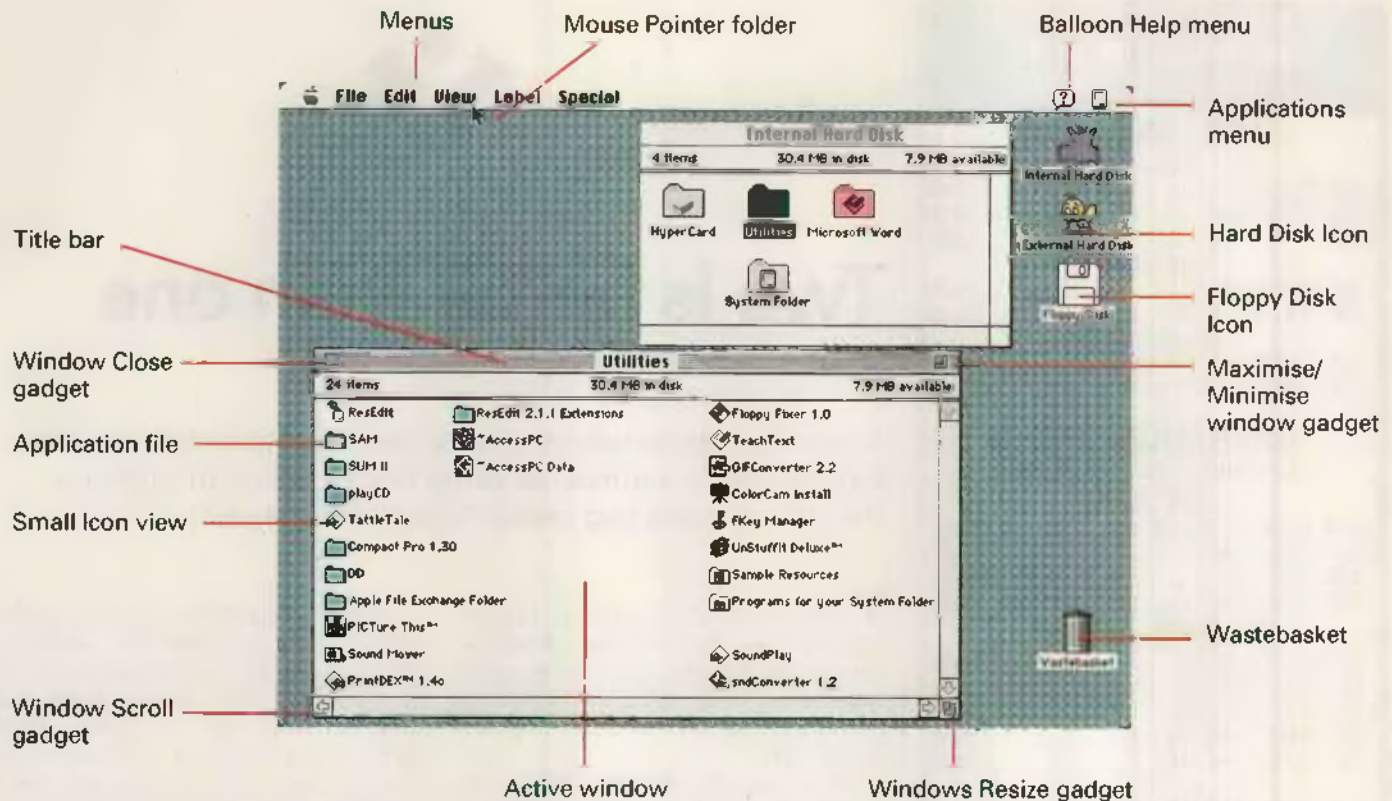 Menus
Mouse Pointer folder
Balloon Help menu
File Edit View Label Special
Applications
menu
Internal Hard Disk
4 items 30.4 MB in disk 7.9 MB available
Internal Hard Disk
HyperCard Utilities Microsoft Word
Title bar
External Hard Disk
Hard Disk Icon
System Folder
Floppy Disk
Floppy Disk
Icon
Window Close
gadget
Utilities
Maximise/
Minimise
window gadget
24 items 30.4 MB in disk 7.9 MB available
ResEdit ResEdit 2.1.1 Extensions Floppy Fixer 1.0
Application file
SAM ~AccessPC TeachText
SUM II ~AccessPC Data GIFConverter 2.2
playCD ColorCam Install
Small Icon view
TattleTale FKey Manager
Compact Pro 1.30 UnStuffIt Deluxe™
DD Sample Resources
Apple File Exchange Folder Programs for your System Folder
PICTure This™
Wastebasket
Wastebasket
Sound Mover SoundPlay
PrintDEX™ 1.4c sndConverter 1.2
Window Scroll
gadget
Active window
Windows Resize gadget